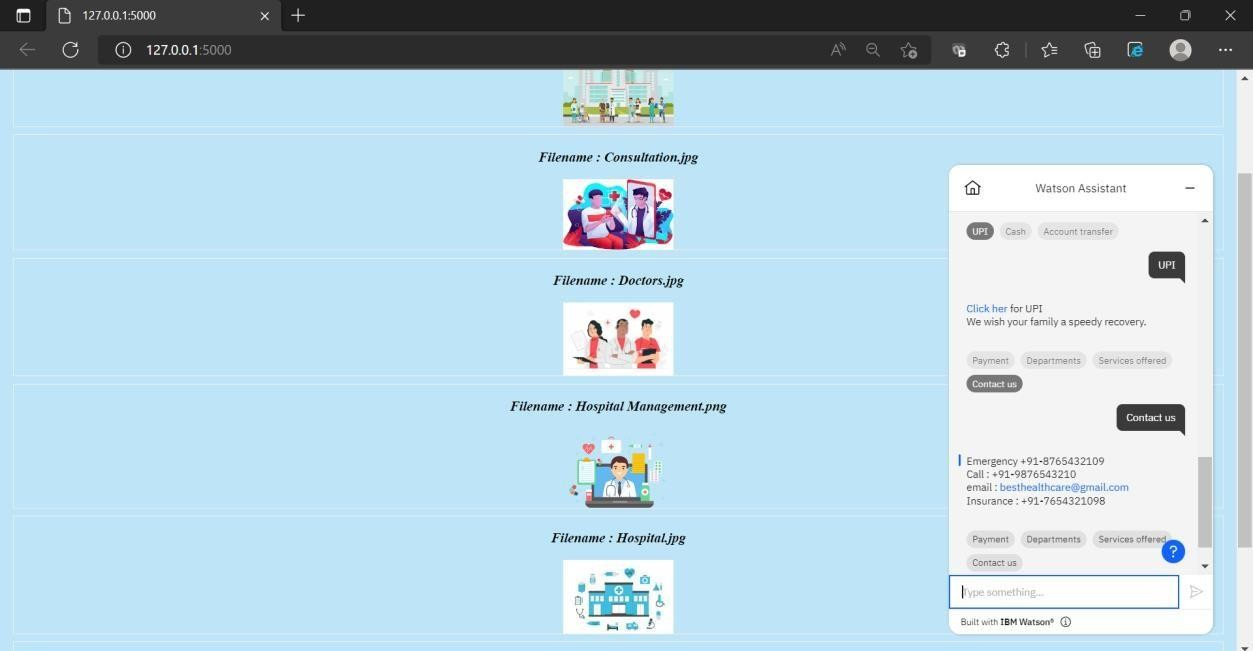 127.0.0.1:5000
127.0.0.1:5000
Filename : Consultation.jpg
Filename : Doctors.jpg
Filename : Hospital Management.png
Filename : Hospital.jpg
Watson Assistant
UPI Cash Account transfer
UPI
Click her for UPI
We wish your family a speedy recovery.
Payment Departments Services offered
Contact us
Contact us
Emergency +91-8765432109
Call : +91-9876543210
email : besthealthcare@gmail.com
Insurance : +91-7654321098
Payment Departments Services offered
Contact us
?
Type something...
Built with IBM Watson®